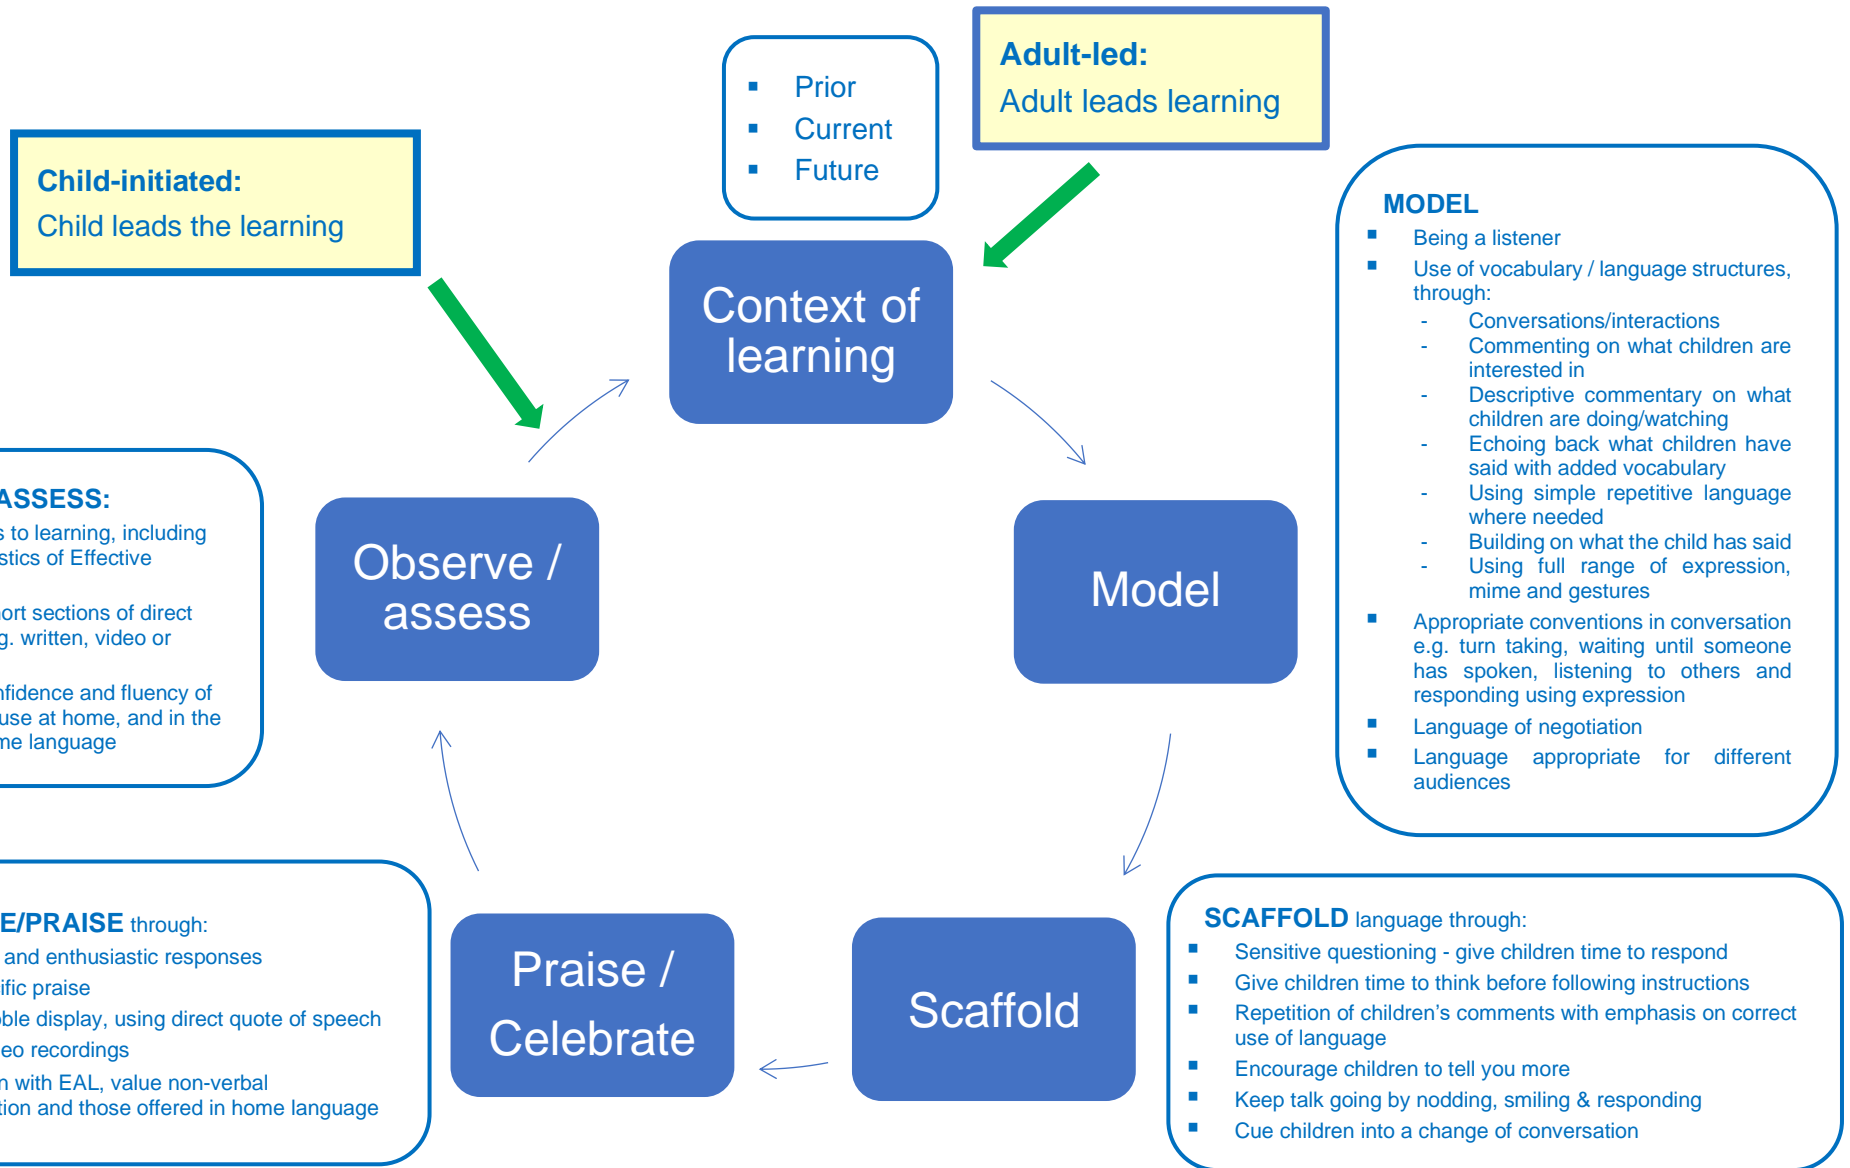 Adult-led:
Adult leads learning
▪ Prior
▪ Current
▪ Future
Child-initiated:
Child leads the learning
Context of
learning
MODEL
▪ Being a listener
▪ Use of vocabulary / language structures,
through:
- Conversations/interactions
- Commenting on what children are
interested in
- Descriptive commentary on what
children are doing/watching
- Echoing back what children have
said with added vocabulary
- Using simple repetitive language
where needed
- Building on what the child has said
- Using full range of expression,
mime and gestures
▪ Appropriate conventions in conversation
e.g. turn taking, waiting until someone
has spoken, listening to others and
responding using expression
▪ Language of negotiation
▪ Language appropriate for different
audiences
ASSESS:
to learning, including
of Effective
sections of direct
written, video or
and fluency of
use at home, and in the
language
Observe /
assess
Model
/PRAISE through:
and enthusiastic responses
praise
display, using direct quote of speech
recordings
with EAL, value non-verbal
and those offered in home language
Praise /
Celebrate
Scaffold
SCAFFOLD language through:
▪ Sensitive questioning - give children time to respond
▪ Give children time to think before following instructions
▪ Repetition of children’s comments with emphasis on correct
use of language
▪ Encourage children to tell you more
▪ Keep talk going by nodding, smiling & responding
▪ Cue children into a change of conversation